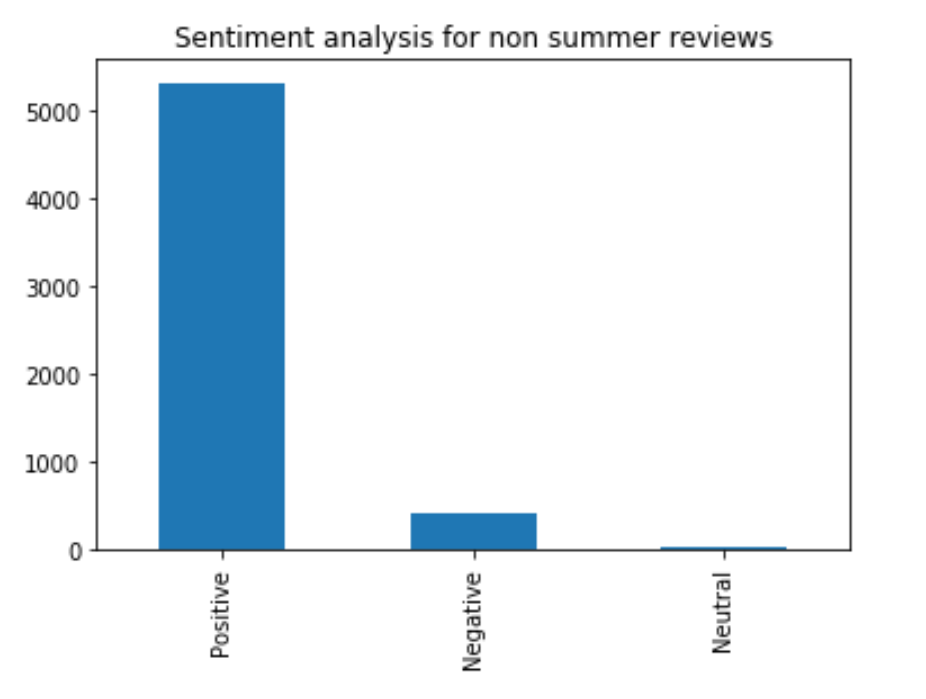 Sentiment analysis for non summer reviews
5000
4000
3000
2000
1000
0
Positive
Negative
Neutral